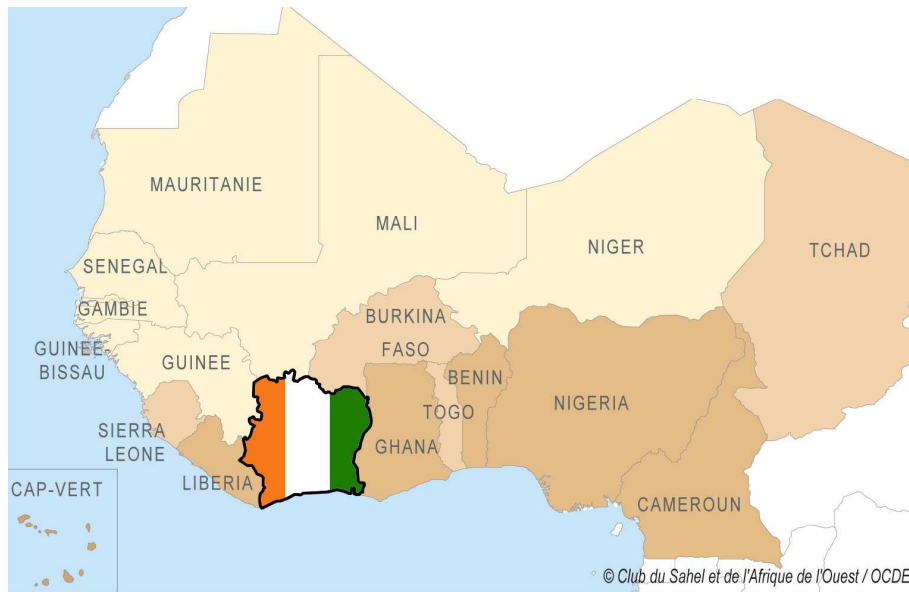 MAURITANIE
MALI
NIGER
TCHAD
SENEGAL
GAMBIE
GUINEE-
BISSAU
GUINEE
BURKINA
FASO
BENIN
TOGO
NIGERIA
GHANA
SIERRA
LEONE
LIBERIA
CAP-VERT
CAMEROUN
© Club du Sahel et de l'Afrique de l'Ouest / OCDE